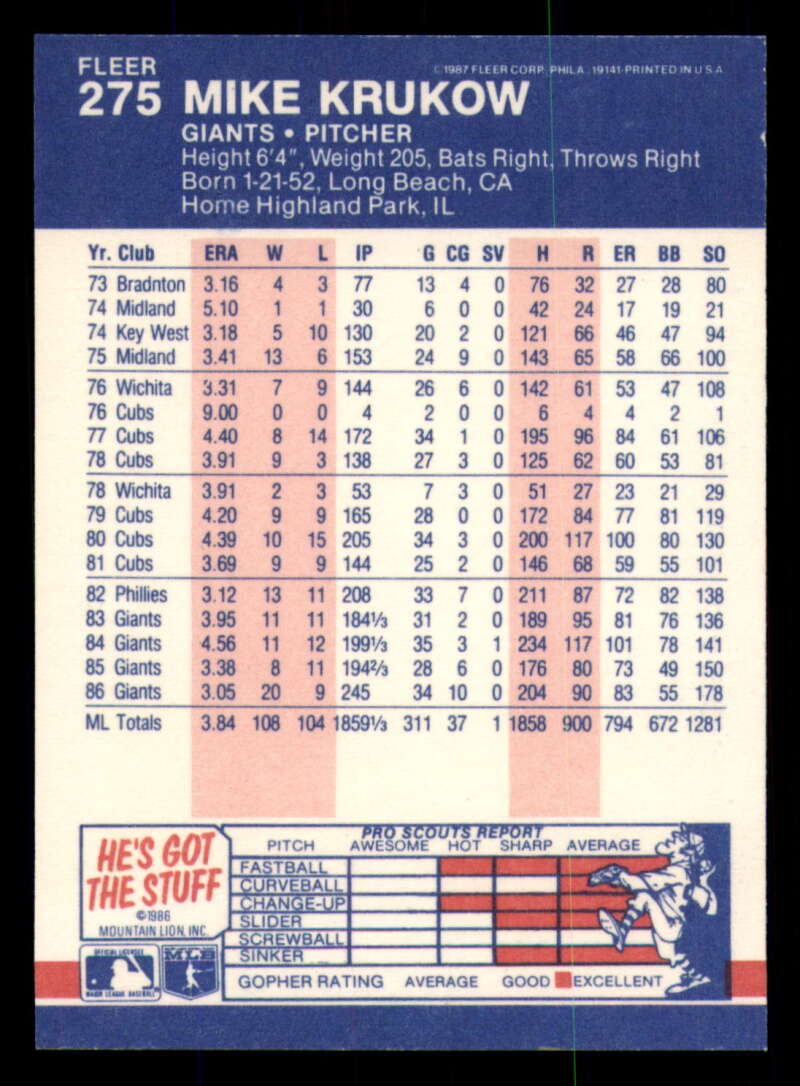 FLEER ©1987 FLEER CORP. PHILA., 19141-PRINTED IN U.S.A.
275 MIKE KRUKOW
GIANTS • PITCHER
Height 6'4", Weight 205, Bats Right, Throws Right
Born 1-21-52, Long Beach, CA
Home Highland Park, IL
Yr. Club ERA W L IP G CG SV H R ER BB SO
73 Bradnton 3.16 4 3 77 13 4 0 76 32 27 28 80
74 Midland 5.10 1 1 30 6 0 0 42 24 17 19 21
74 Key West 3.18 5 10 130 20 2 0 121 66 46 47 94
75 Midland 3.41 13 6 153 24 9 0 143 65 58 66 100
76 Wichita 3.31 7 9 144 26 6 0 142 61 53 47 108
76 Cubs 9.00 0 0 4 2 0 0 6 4 4 2 1
77 Cubs 4.40 8 14 172 34 1 0 195 96 84 61 106
78 Cubs 3.91 9 3 138 27 3 0 125 62 60 53 81
78 Wichita 3.91 2 3 53 7 3 0 51 27 23 21 29
79 Cubs 4.20 9 9 165 28 0 0 172 84 77 81 119
80 Cubs 4.39 10 15 205 34 3 0 200 117 100 80 130
81 Cubs 3.69 9 9 144 25 2 0 146 68 59 55 101
82 Phillies 3.12 13 11 208 33 7 0 211 87 72 82 138
83 Giants 3.95 11 11 184⅓ 31 2 0 189 95 81 76 136
84 Giants 4.56 11 12 199⅓ 35 3 1 234 117 101 78 141
85 Giants 3.38 8 11 194⅔ 28 6 0 176 80 73 49 150
86 Giants 3.05 20 9 245 34 10 0 204 90 83 55 178
ML Totals 3.84 108 104 1859⅓ 311 37 1 1858 900 794 672 1281
HE'S GOT
THE STUFF
©1986
MOUNTAIN LION, INC.
PRO SCOUTS REPORT
PITCH AWESOME HOT SHARP AVERAGE
FASTBALL
CURVEBALL
CHANGE-UP
SLIDER
SCREWBALL
SINKER
GOPHER RATING AVERAGE GOOD EXCELLENT
OFFICIAL LICENSEE
MAJOR LEAGUE BASEBALL
MLB